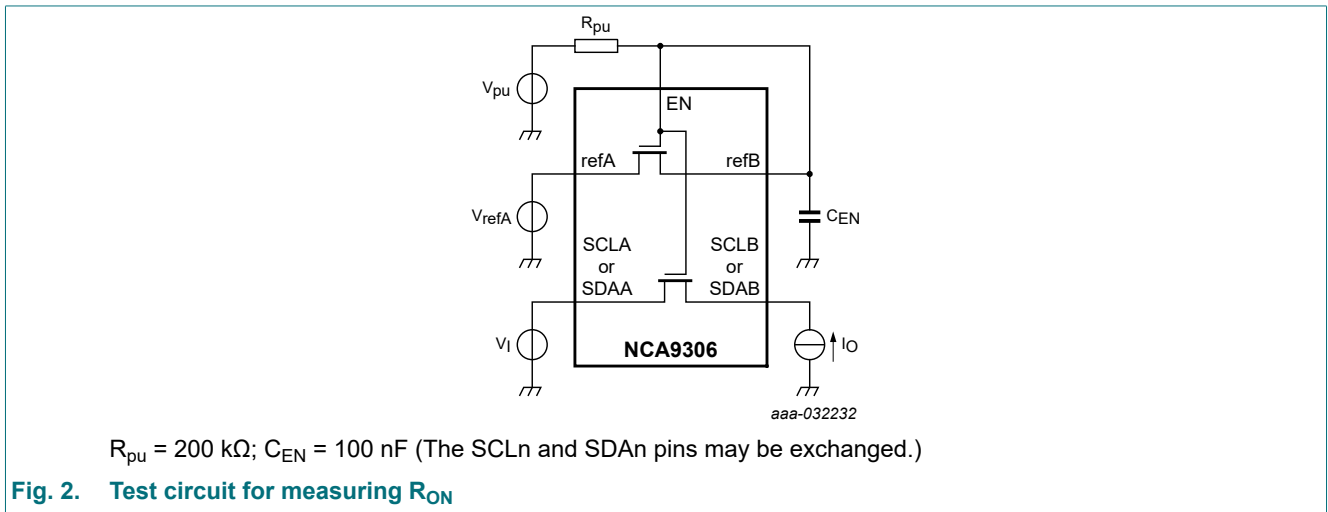 Rpu
Vpu
EN
refA
refB
VrefA
CEN
SCLA
or
SDAA
SCLB
or
SDAB
VI
IO
NCA9306
aaa-032232
Rpu = 200 kΩ; CEN = 100 nF (The SCLn and SDAn pins may be exchanged.)
Fig. 2. Test circuit for measuring RON